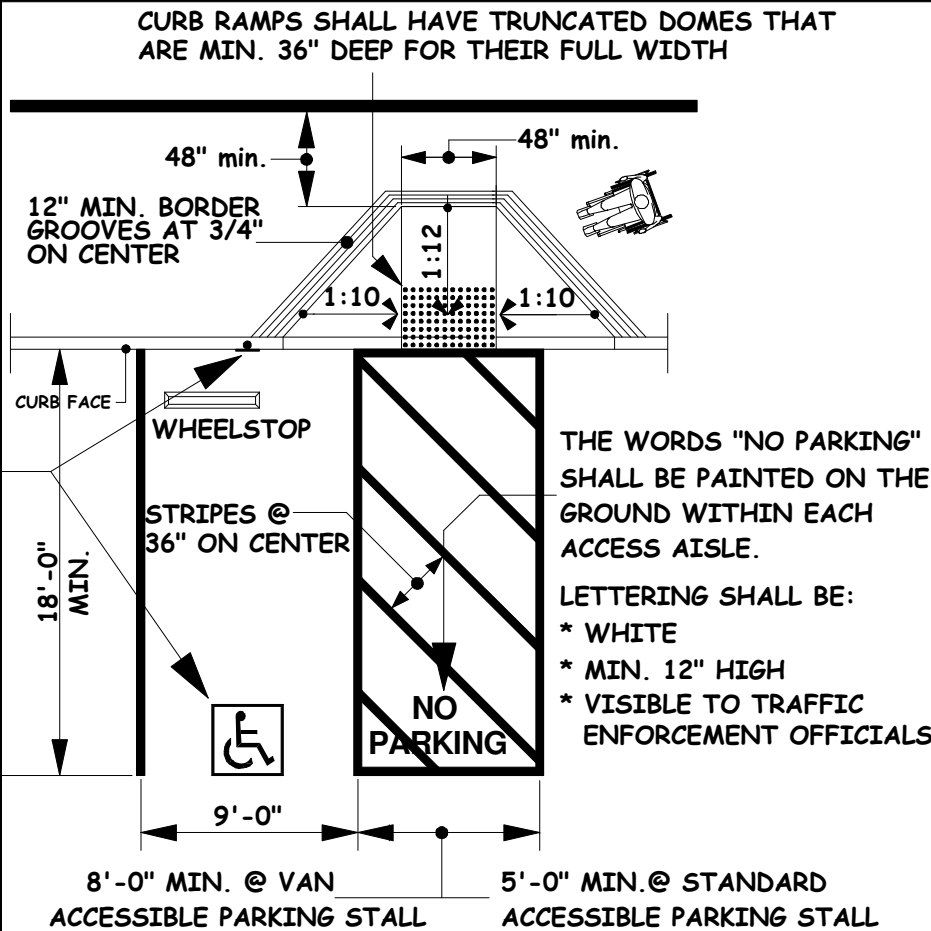 CURB RAMPS SHALL HAVE TRUNCATED DOMES THAT
ARE MIN. 36" DEEP FOR THEIR FULL WIDTH
48" min.
48" min.
12" MIN. BORDER
GROOVES AT 3/4"
ON CENTER
1:12
1:10
1:10
CURB FACE
WHEELSTOP
THE WORDS "NO PARKING"
SHALL BE PAINTED ON THE
GROUND WITHIN EACH
ACCESS AISLE.
STRIPES @
36" ON CENTER
18'-0"
MIN.
LETTERING SHALL BE:
* WHITE
* MIN. 12" HIGH
* VISIBLE TO TRAFFIC
ENFORCEMENT OFFICIALS
NO
PARKING
9'-0"
8'-0" MIN. @ VAN
ACCESSIBLE PARKING STALL
5'-0" MIN.@ STANDARD
ACCESSIBLE PARKING STALL